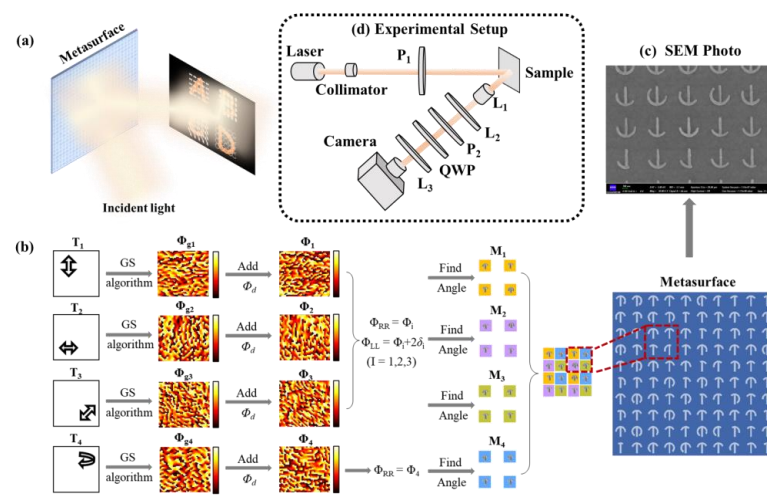 (a)
Metasurface
Incident light
(d) Experimental Setup
Laser
Collimator
P1
Sample
L1
L2
P2
QWP
L3
Camera
(c) SEM Photo
(b)
T1
GS
algorithm
Φg1
Add
Φd
Φ1
Find
Angle
M1
T2
GS
algorithm
Φg2
Add
Φd
Φ2
Find
Angle
M2
T3
GS
algorithm
Φg3
Add
Φd
Φ3
Find
Angle
M3
T4
GS
algorithm
Φg4
Add
Φd
Φ4
ΦRR = Φi
ΦLL = Φi+2δi
(I = 1,2,3)
ΦRR = Φ4
Find
Angle
M4
Metasurface